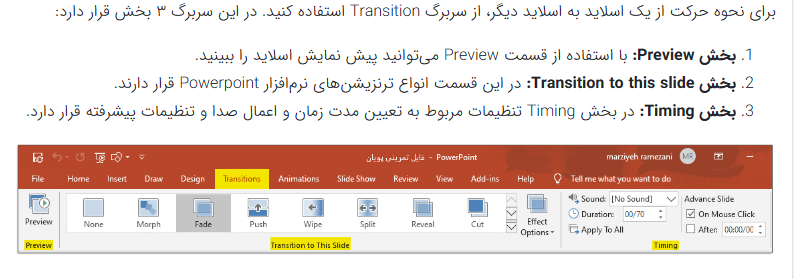 برای نحوه حرکت از یک اسلاید به اسلاید دیگر، از سربرگ Transition استفاده کنید. در این سربرگ ۳ بخش قرار دارد:
1. بخش Preview: با استفاده از قسمت Preview می‌توانید پیش نمایش اسلاید را ببینید.
2. بخش Transition to this slide: در این قسمت انواع ترنزیشن‌های نرم‌افزار Powerpoint قرار دارند.
3. بخش Timing: در بخش Timing تنظیمات مربوط به تعیین مدت زمان و اعمال صدا و تنظیمات پیشرفته قرار دارد.
فایل تمرینی پویان - PowerPoint marziyeh ramezani MR
File Home Insert Draw Design Transitions Animations Slide Show Review View Add-ins Help Tell me what you want to do
Preview None Morph Fade Push Wipe Split Reveal Cut Effect Options
Sound: [No Sound] Advance Slide
Duration: 00/70 On Mouse Click
Apply To All After: 00:00/00
Preview Transition to This Slide Timing